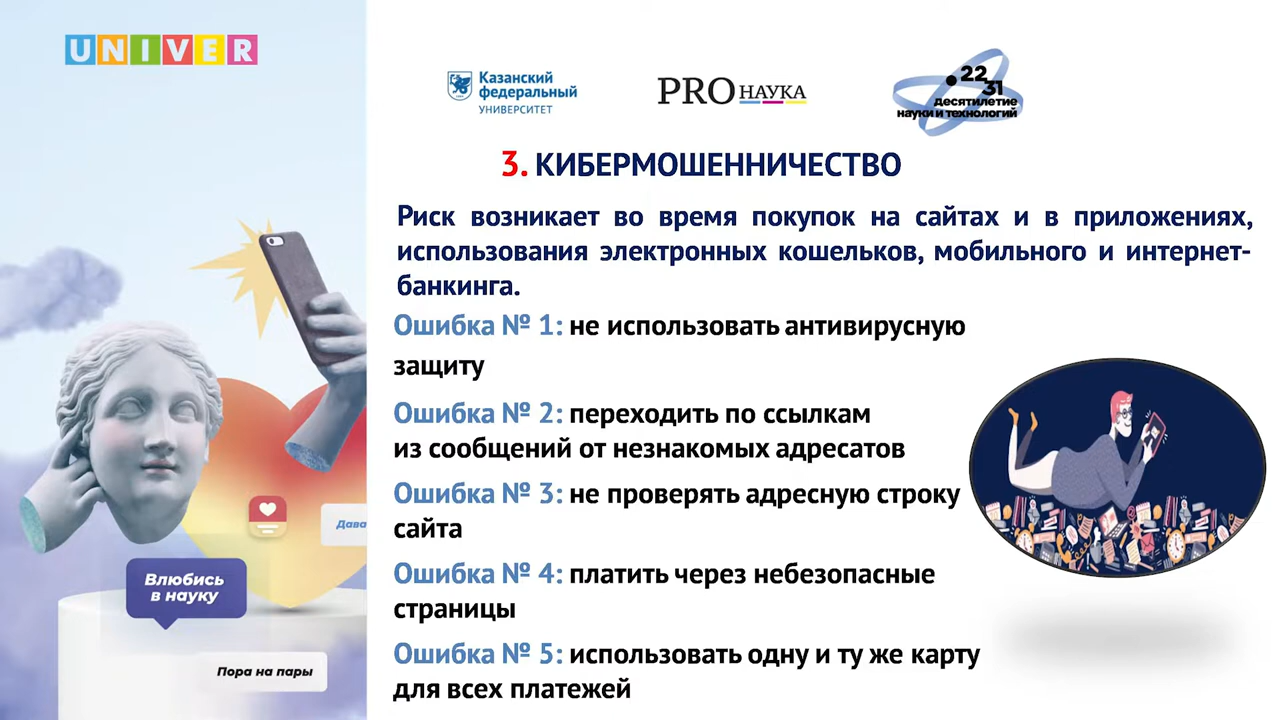 UNIVER
Казанский
федеральный
УНИВЕРСИТЕТ
PRO НАУКА
22
31
десятилетие
науки и технологий
3. КИБЕРМОШЕННИЧЕСТВО
Риск возникает во время покупок на сайтах и в приложениях,
использования электронных кошельков, мобильного и интернет-
банкинга.
Ошибка № 1: не использовать антивирусную
защиту
Ошибка № 2: переходить по ссылкам
из сообщений от незнакомых адресатов
Ошибка № 3: не проверять адресную строку
сайта
Ошибка № 4: платить через небезопасные
страницы
Ошибка № 5: использовать одну и ту же карту
для всех платежей
Дава
Влюбись
в науку
Пора на пары